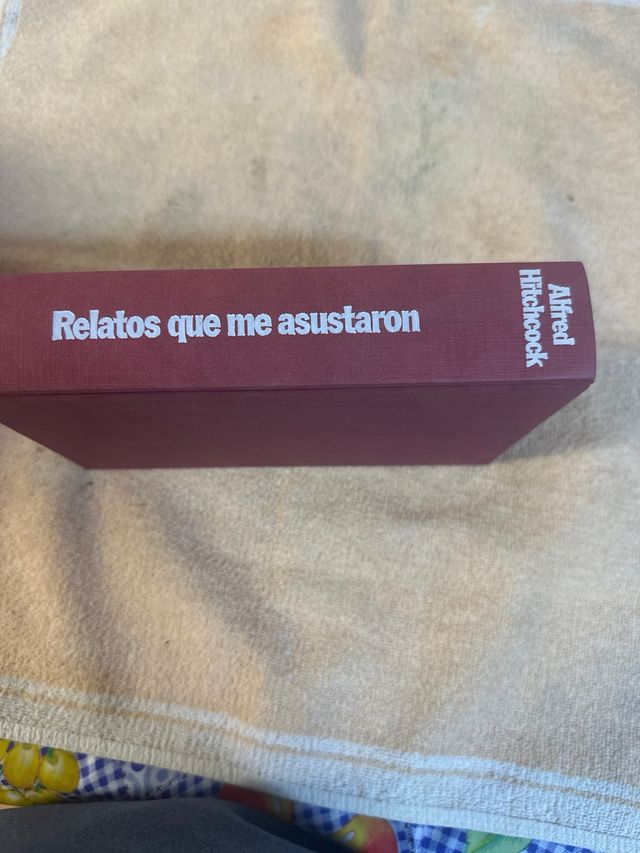 Relatos que me asustaron
Alfred
Hitchcock